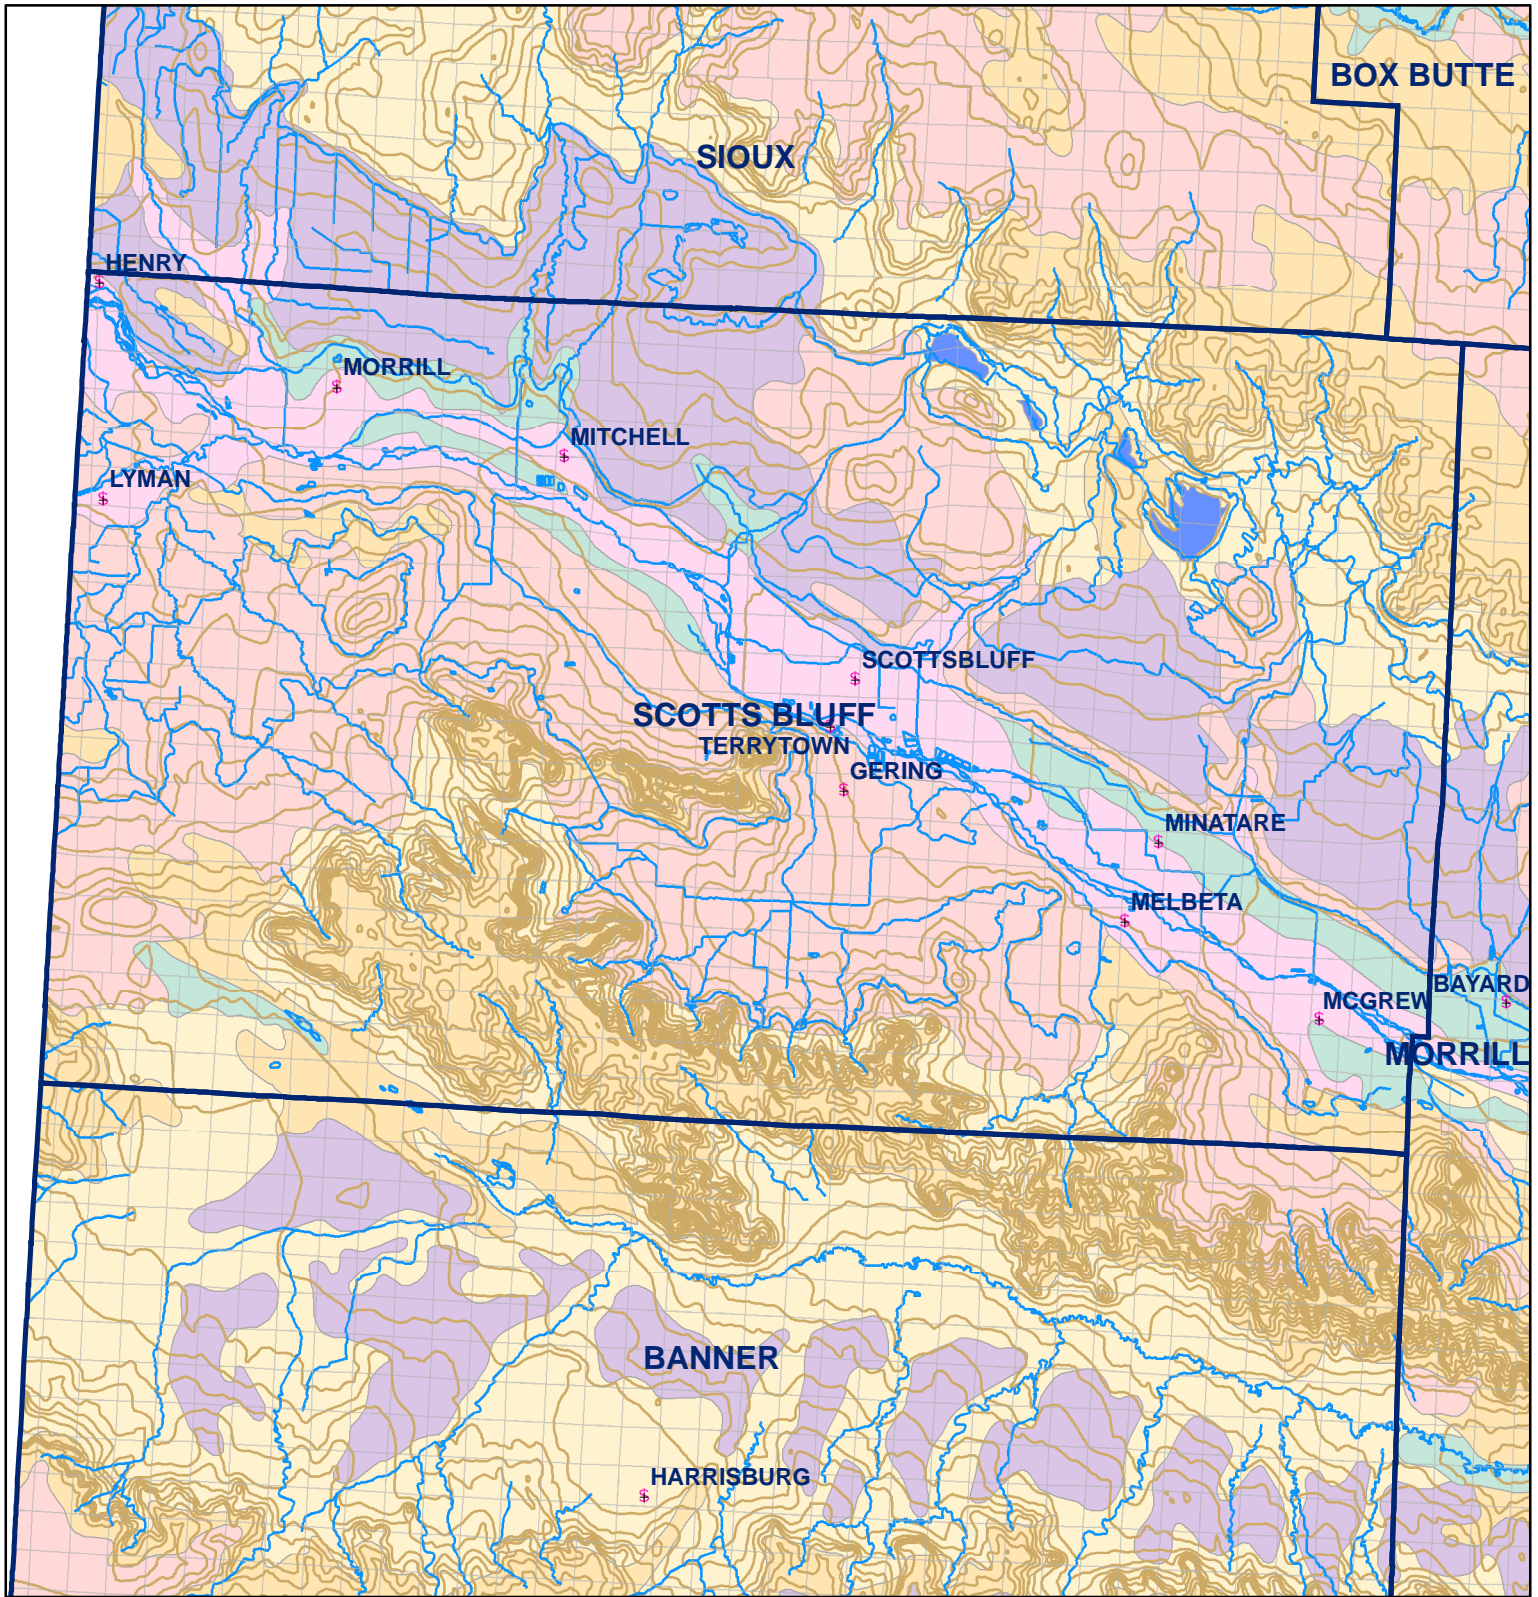 BOX BUTTE
SIOUX
HENRY
MORRILL
MITCHELL
LYMAN
SCOTTSBLUFF
SCOTTS BLUFF
TERRYTOWN
GERING
MINATARE
MELBETA
BAYARD
MCGREW
MORRILL
BANNER
HARRISBURG